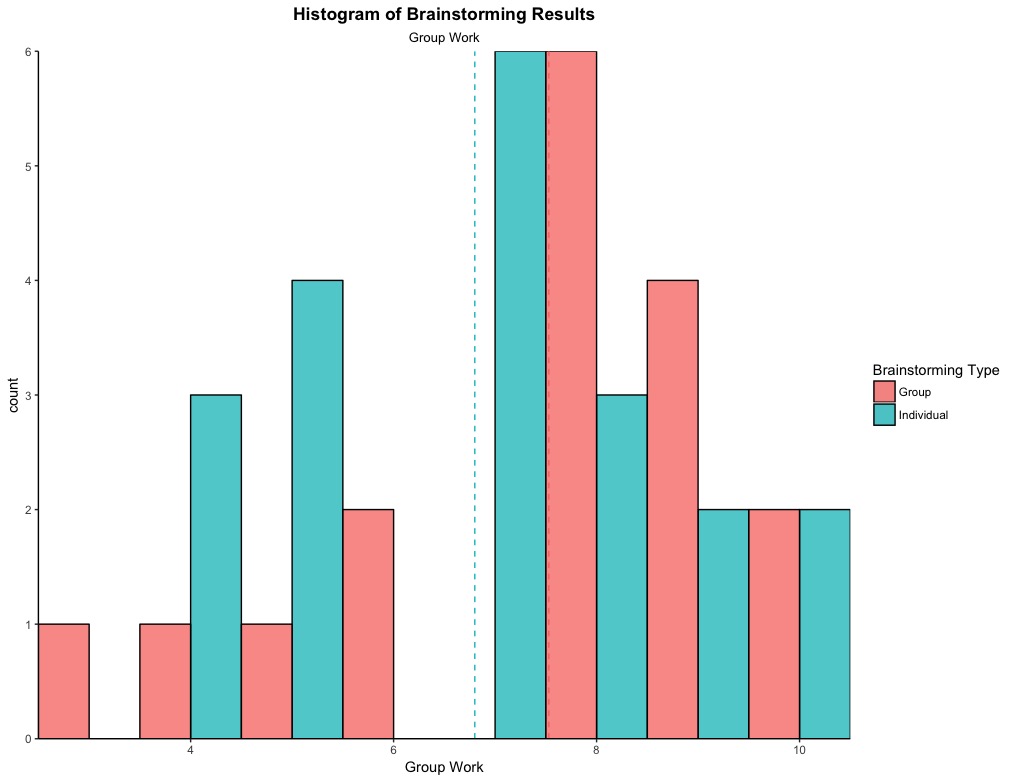 Histogram of Brainstorming Results
Group Work
6
5
4
3
2
1
0
count
4
6
8
10
Group Work
Brainstorming Type
Group
Individual